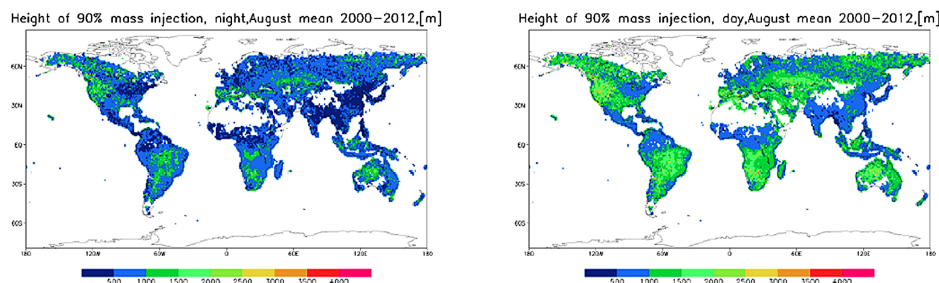 Height of 90% mass injection, night,August mean 2000-2012,[m]
60N
30N
E0
30S
60S
180 120W 60W 0 60E 120E 180
500 1000 1500 2000 2500 3000 3500 4000
Height of 90% mass injection, day,August mean 2000-2012,[m]
60N
30N
E0
30S
60S
180 120W 60W 0 60E 120E 180
500 1000 1500 2000 2500 3000 3500 4000